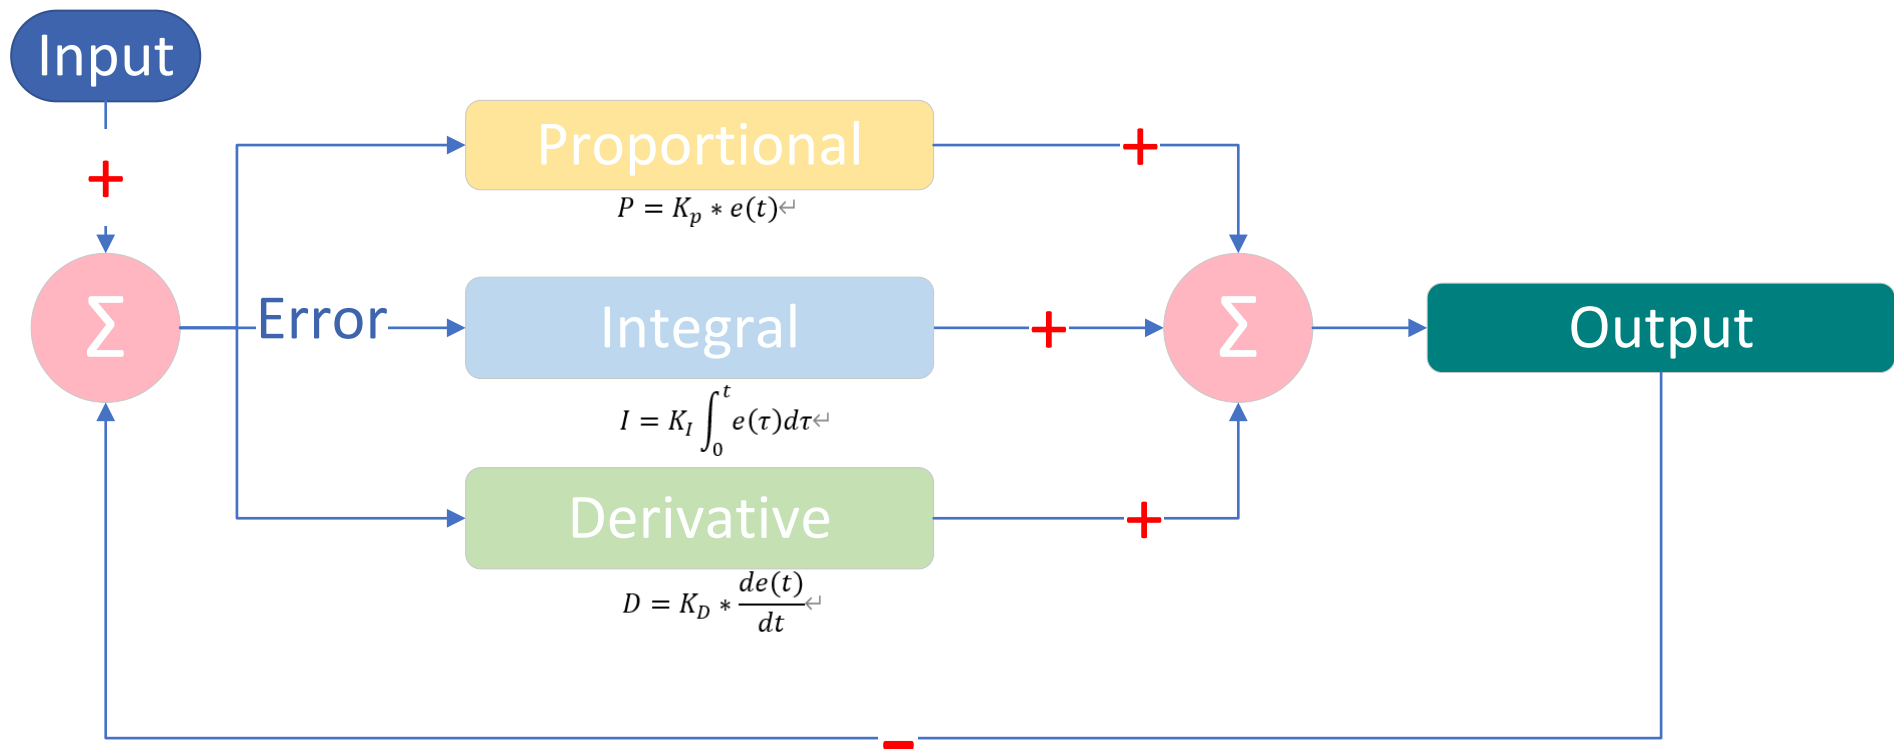 Input
+
Σ
Error
Proportional
P = K_p * e(t)↵
+
Integral
I = K_I ∫_0^t e(τ)dτ↵
+
Derivative
D = K_D * de(t)/dt↵
+
Σ
Output
-